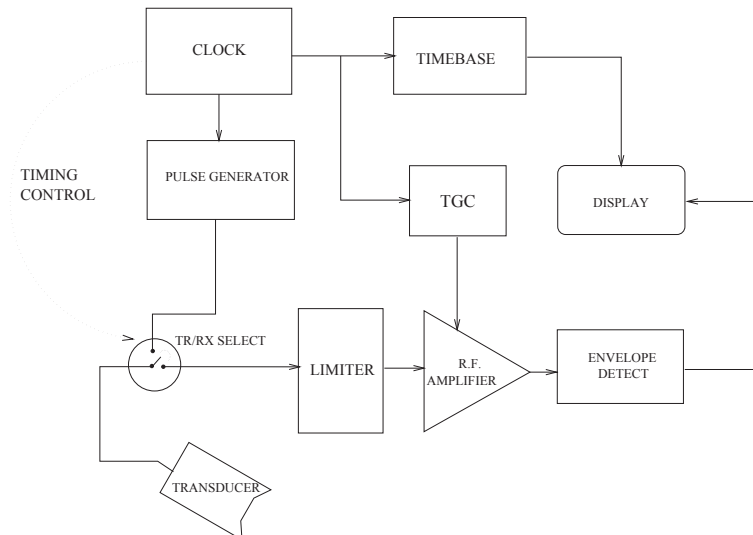 CLOCK
TIMEBASE
TIMING
CONTROL
PULSE GENERATOR
TGC
DISPLAY
TR/RX SELECT
LIMITER
R.F.
AMPLIFIER
ENVELOPE
DETECT
TRANSDUCER